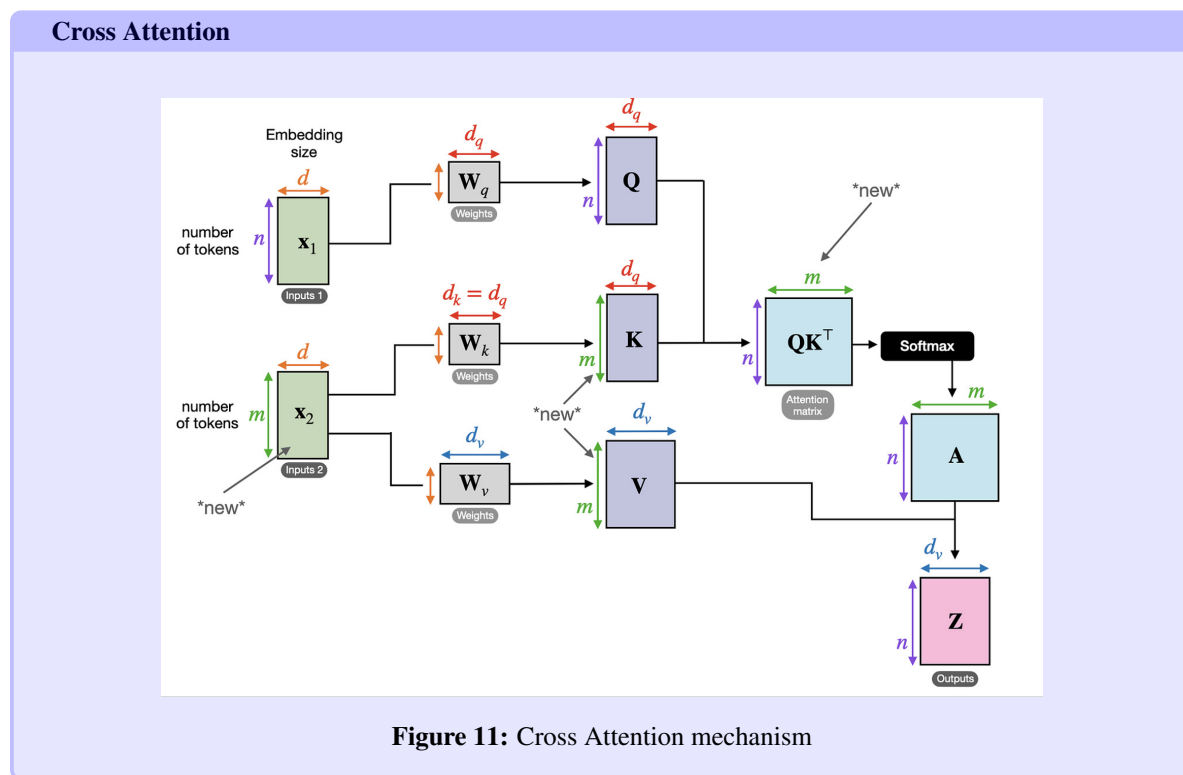 Cross Attention
Embedding
size
d
number
of tokens
n
x₁
Inputs 1
d_q
W_q
Weights
d_q
n
Q
*new*
d
number
of tokens
m
x₂
Inputs 2
*new*
d_k = d_q
W_k
Weights
d_q
m
K
*new*
d_v
W_v
Weights
d_v
m
V
m
n
QK⊤
Attention
matrix
Softmax
m
n
A
d_v
n
Z
Outputs
Figure 11: Cross Attention mechanism